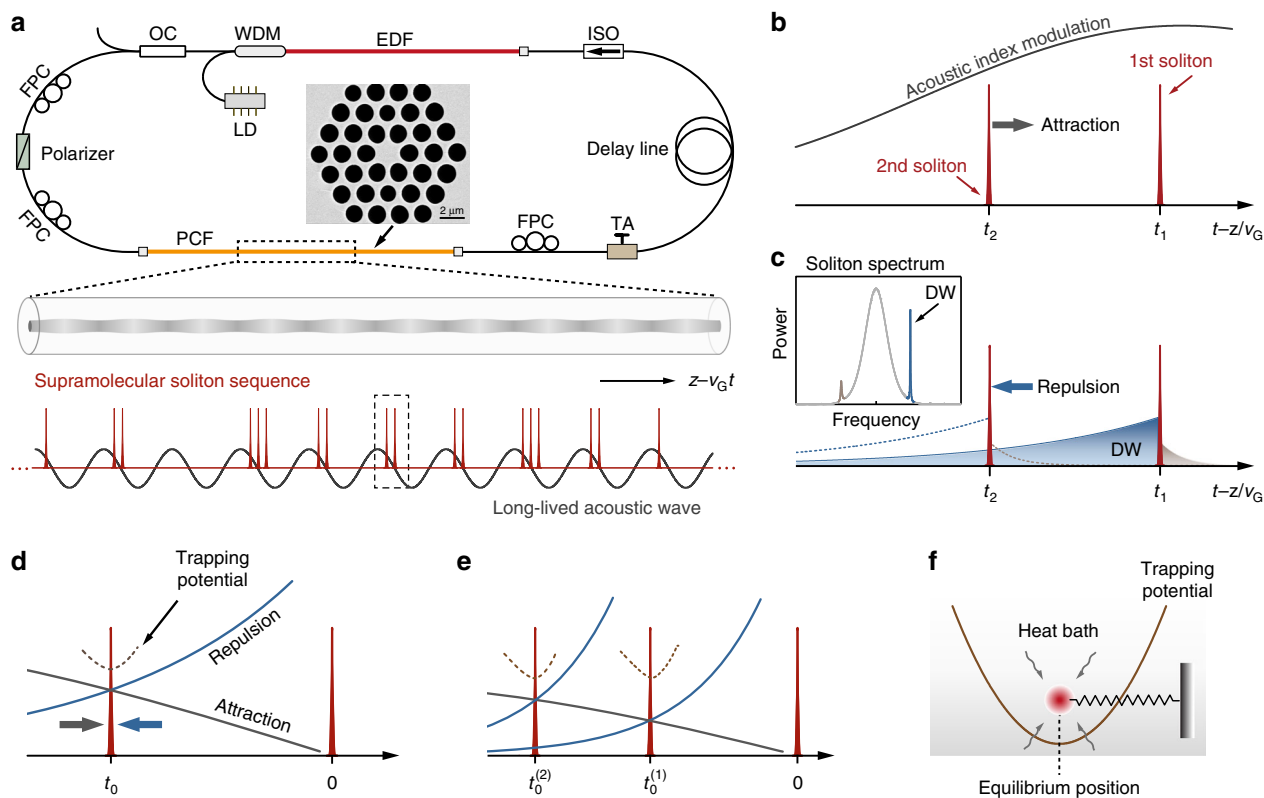 a
OC
WDM
EDF
ISO
FPC
LD
Polarizer
Delay line
2 μm
FPC
PCF
FPC
TA
Supramolecular soliton sequence
z–v_G t
Long-lived acoustic wave
b
Acoustic index modulation
1st soliton
Attraction
2nd soliton
t₂
t₁
t–z/v_G
c
Soliton spectrum
DW
Power
Frequency
Repulsion
DW
t₂
t₁
t–z/v_G
d
Trapping
potential
Repulsion
Attraction
t₀
0
e
t₀⁽²⁾
t₀⁽¹⁾
0
f
Trapping
potential
Heat bath
Equilibrium position